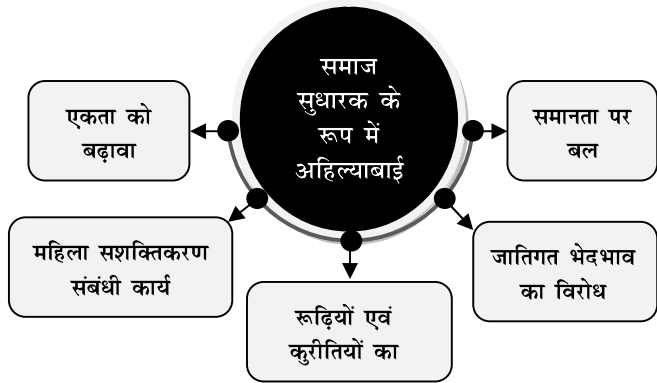 समाज
सुधारक के
रूप में
अहिल्याबाई
एकता को
बढ़ावा
समानता पर
बल
महिला सशक्तिकरण
संबंधी कार्य
जातिगत भेदभाव
का विरोध
रूढ़ियों एवं
कुरीतियों का